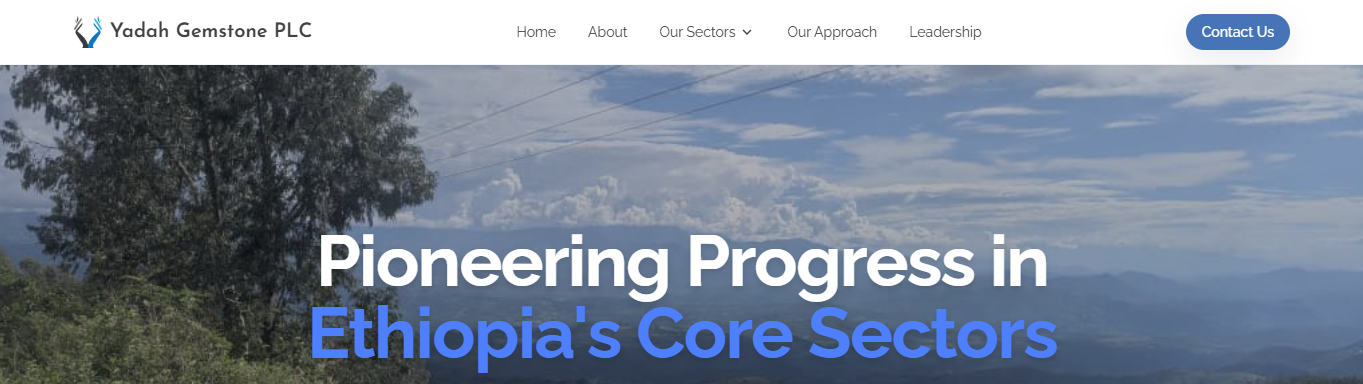 Yadah Gemstone PLC
Home
About
Our Sectors
Our Approach
Leadership
Contact Us
Pioneering Progress in
Ethiopia's Core Sectors